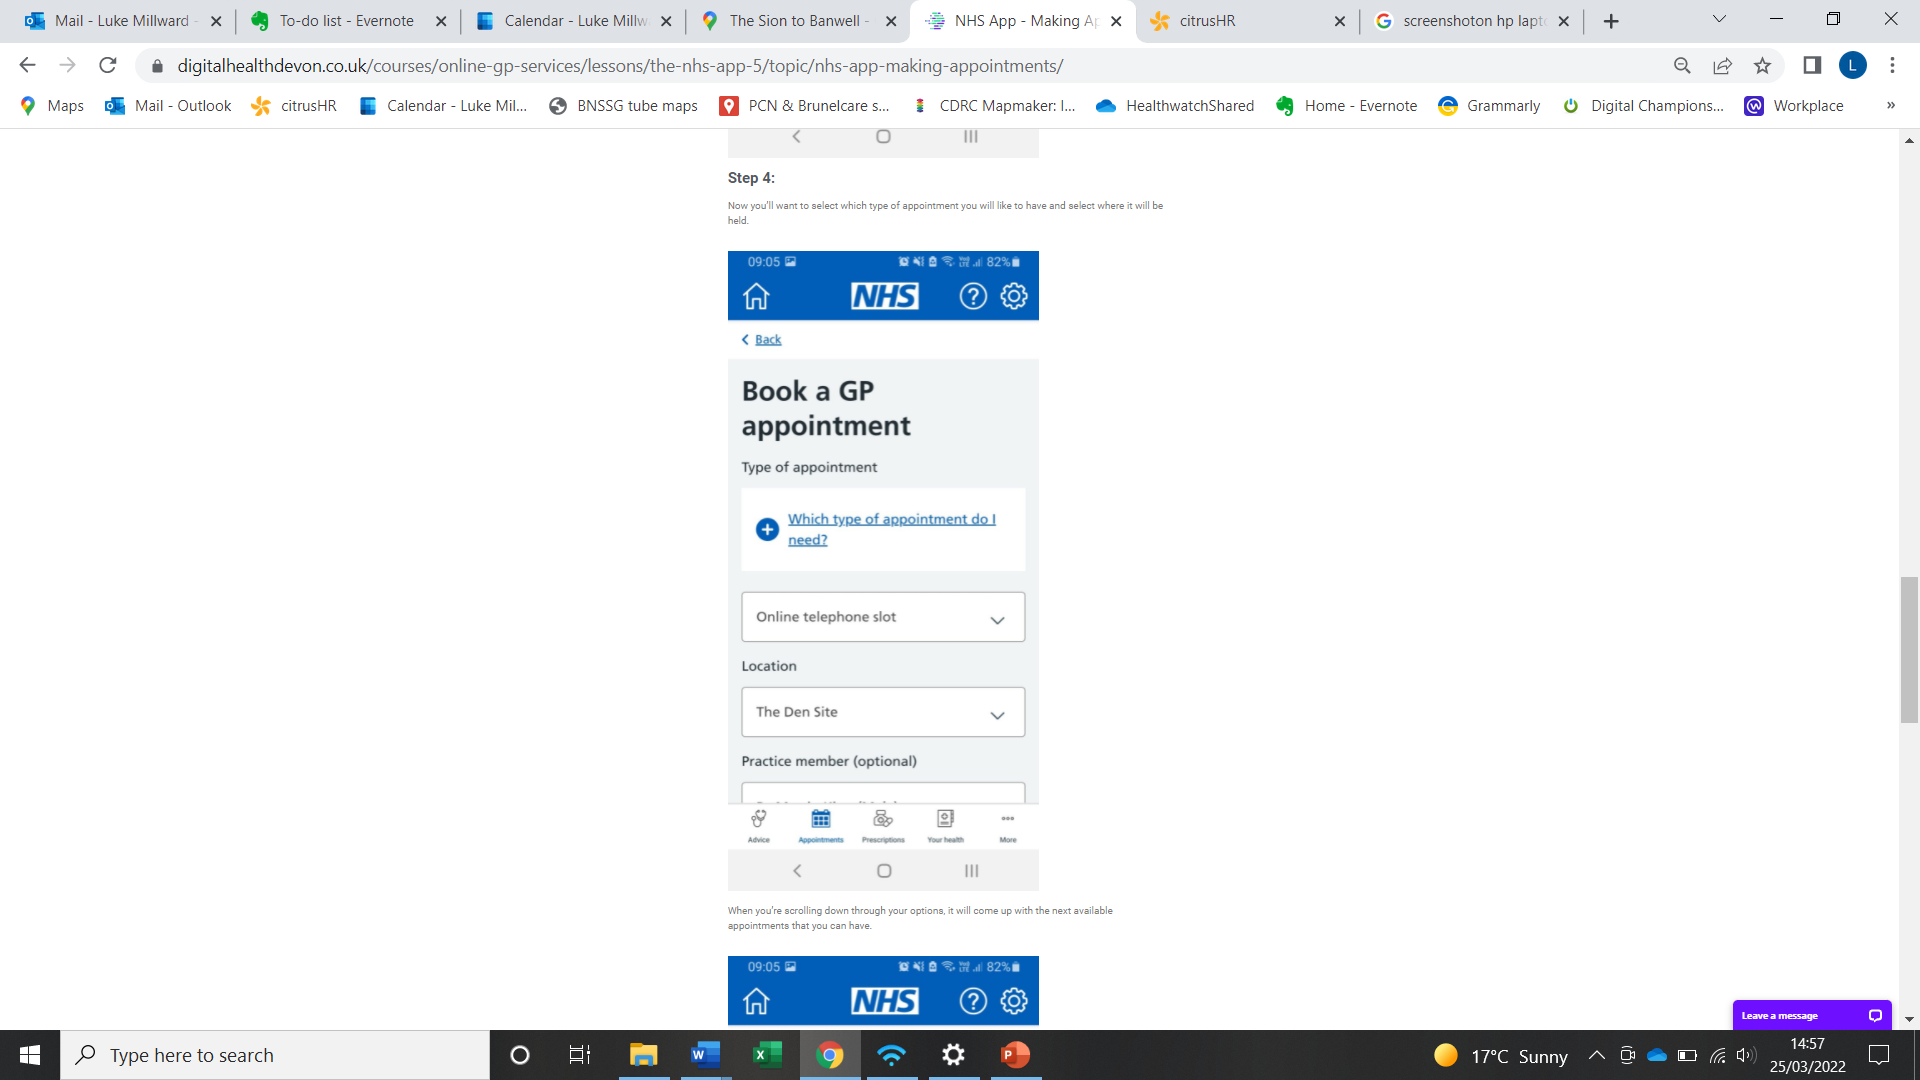 Mail - Luke Millward -
To-do list - Evernote
Calendar - Luke Millw
The Sion to Banwell -
NHS App - Making Ap
citrusHR
screenshoton hp lapt
digitalhealthdevon.co.uk/courses/online-gp-services/lessons/the-nhs-app-5/topic/nhs-app-making-appointments/
L
Maps
Mail - Outlook
citrusHR
Calendar - Luke Mil...
BNSSG tube maps
PCN & Brunelcare s...
CDRC Mapmaker: I...
HealthwatchShared
Home - Evernote
Grammarly
Digital Champions...
Workplace
»
Step 4:
Now you'll want to select which type of appointment you will like to have and select where it will be
held.
09:05
82%
NHS
Back
Book a GP
appointment
Type of appointment
Which type of appointment do I
need?
Online telephone slot
Location
The Den Site
Practice member (optional)
Advice
Appointments
Prescriptions
Your health
More
When you're scrolling down through your options, it will come up with the next available
appointments that you can have.
09:05
82%
NHS
Leave a message
Type here to search
17°C Sunny
14:57
25/03/2022